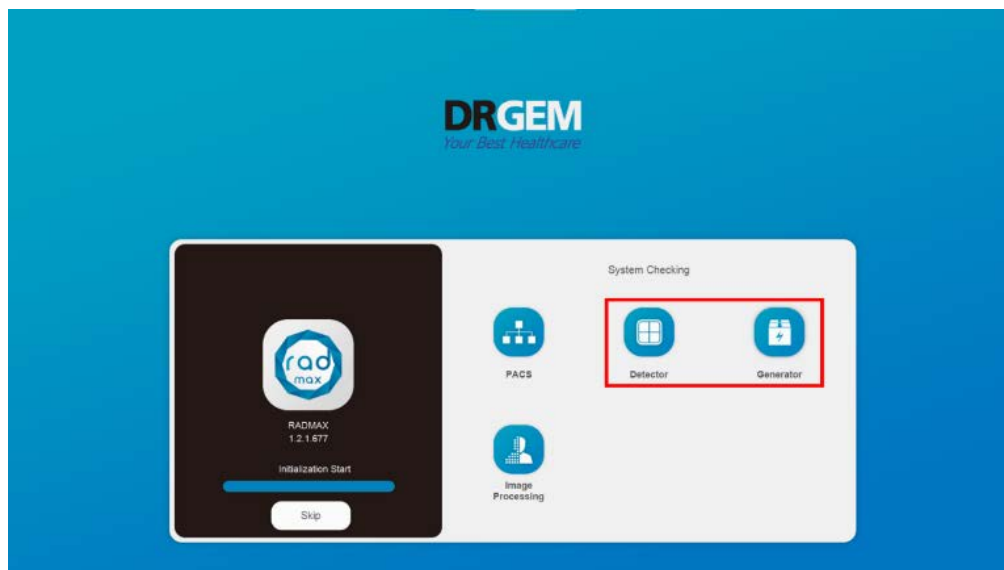 DRGEM
Your Best Healthcare
rad
max
RADMAX
1.2.1.677
Initialization Start
Skip
System Checking
PACS
Detector
Generator
Image
Processing